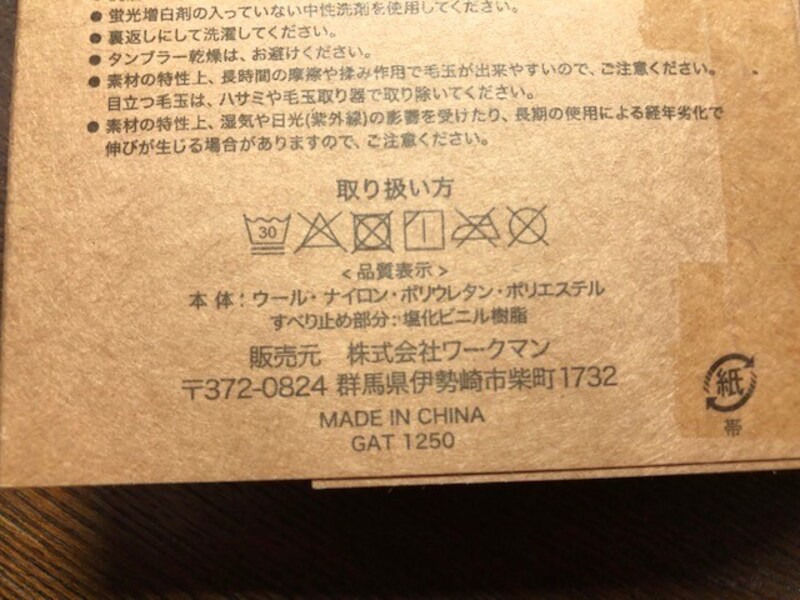 ● 蛍光増白剤の入っていない中性洗剤を使用してください。
● 裏返しにして洗濯してください。
● タンブラー乾燥は、お避けください。
● 素材の特性上、長時間の摩擦や揉み作用で毛玉が出来やすいので、ご注意ください。
目立つ毛玉は、ハサミや毛玉取り器で取り除いてください。
● 素材の特性上、湿気や日光(紫外線)の影響を受けたり、長期の使用による経年劣化で
伸びが生じる場合がありますので、ご注意ください。
取り扱い方
30
<品質表示>
本体:ウール・ナイロン・ポリウレタン・ポリエステル
すべり止め部分:塩化ビニル樹脂
販売元 株式会社ワークマン
〒372-0824 群馬県伊勢崎市柴町1732
MADE IN CHINA
GAT 1250
紙
帯